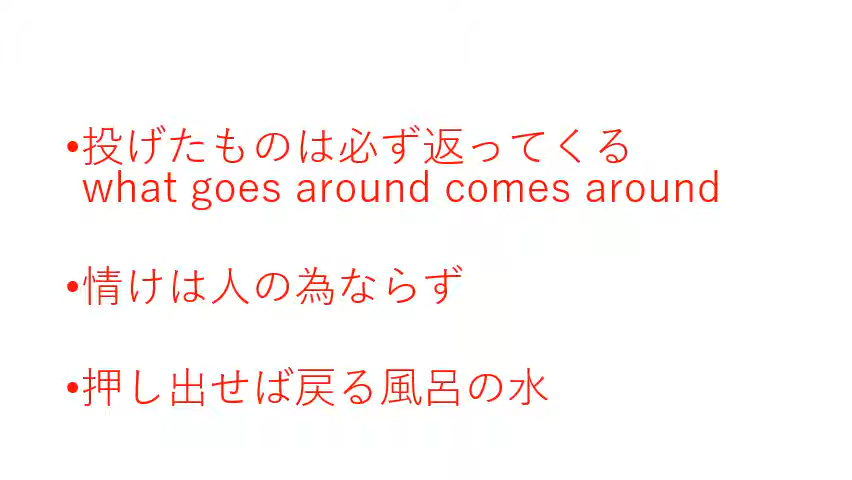 •投げたものは必ず返ってくる
what goes around comes around
•情けは人の為ならず
•押し出せば戻る風呂の水